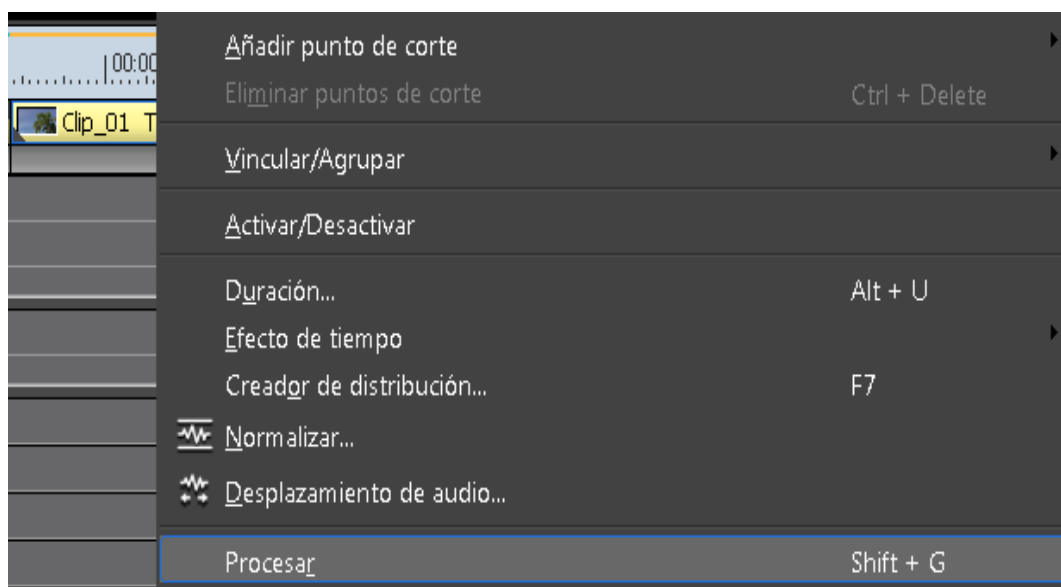 Añadir punto de corte
Eliminar puntos de corte Ctrl + Delete
00:00
Clip_01 T
Vincular/Agrupar
Activar/Desactivar
Duración... Alt + U
Efecto de tiempo
Creador de distribución... F7
Normalizar...
Desplazamiento de audio...
Procesar Shift + G